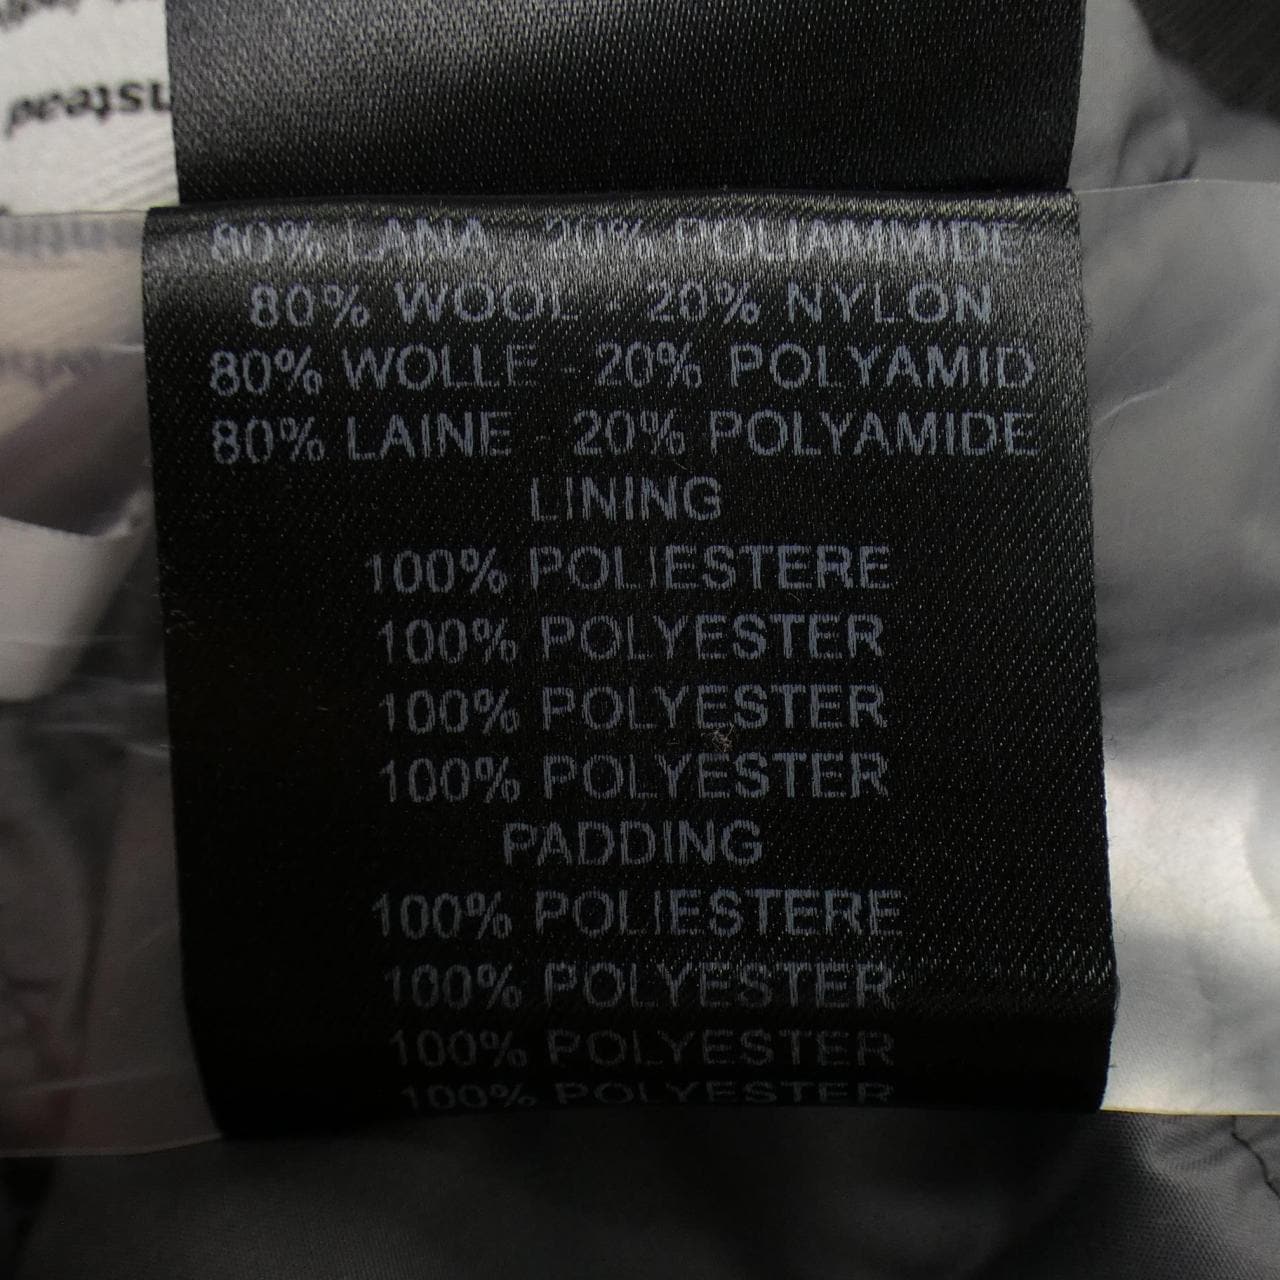 nstead
80% LANA - 20% POLIAMMIDE
80% WOOL - 20% NYLON
80% WOLLE - 20% POLYAMID
80% LAINE - 20% POLYAMIDE
LINING
100% POLIESTERE
100% POLYESTER
100% POLYESTER
100% POLYESTER
PADDING
100% POLIESTERE
100% POLYESTER
100% POLYESTER
100% POLYESTER